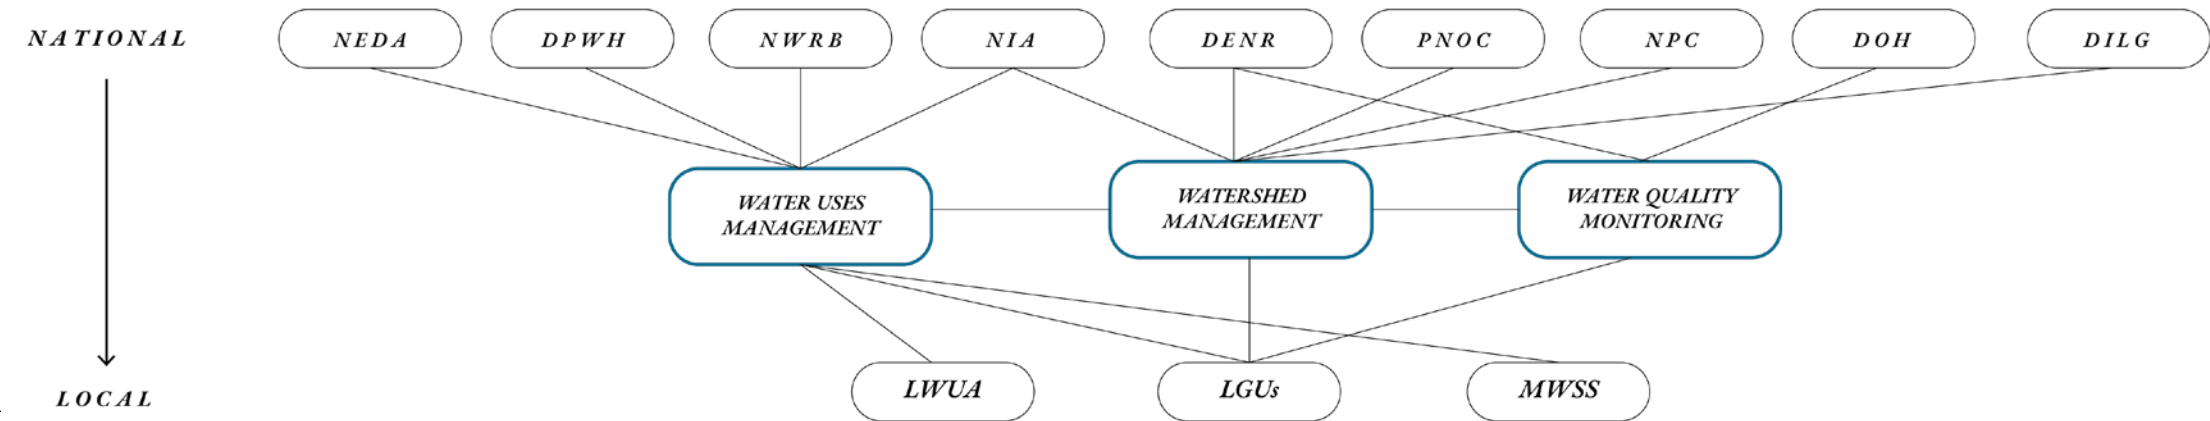 NATIONAL
NEDA
DPWH
NWRB
NIA
DENR
PNOC
NPC
DOH
DILG
WATER USES
MANAGEMENT
WATERSHED
MANAGEMENT
WATER QUALITY
MONITORING
LOCAL
LWUA
LGUs
MWSS